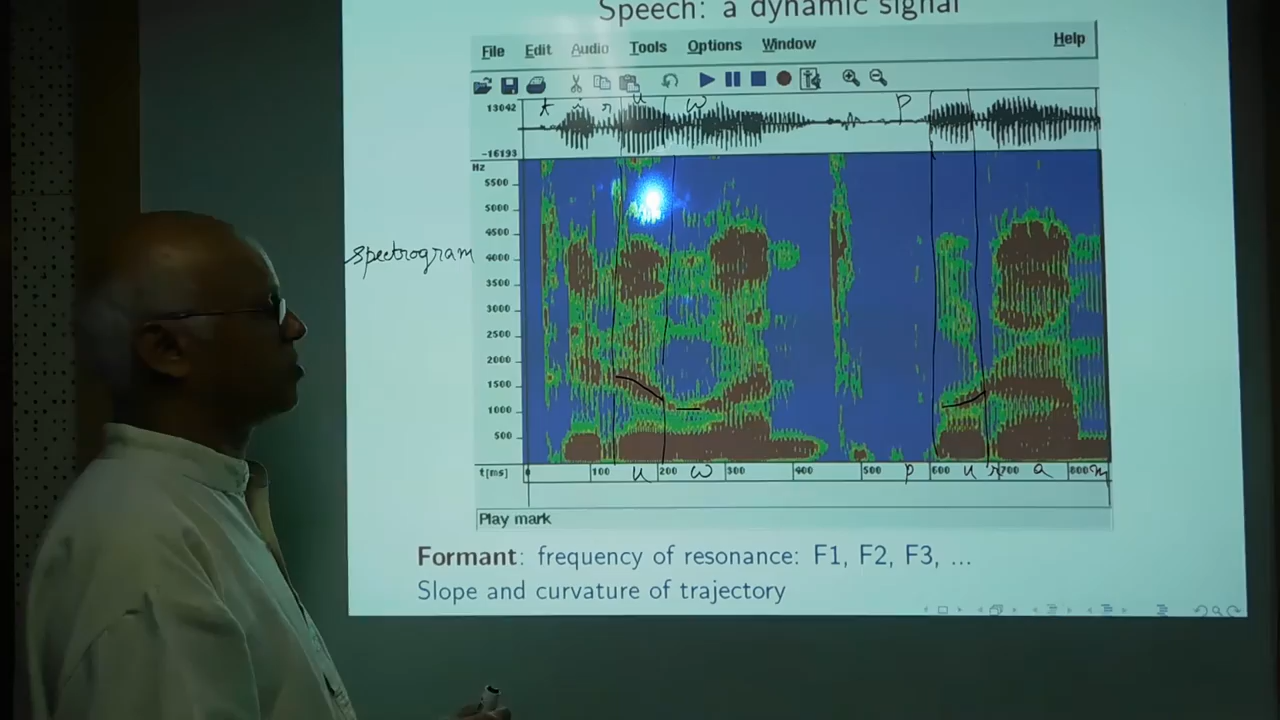 Speech: a dynamic signal
File Edit Audio Tools Options Window Help
13042
t i r u w p
-16193
Hz
5500
5000
4500
spectrogram
4000
3500
3000
2500
2000
1500
1000
500
t[ms] 100 200 300 400 500 600 700 800
u w p u r a m
Play mark
Formant: frequency of resonance: F1, F2, F3, ...
Slope and curvature of trajectory